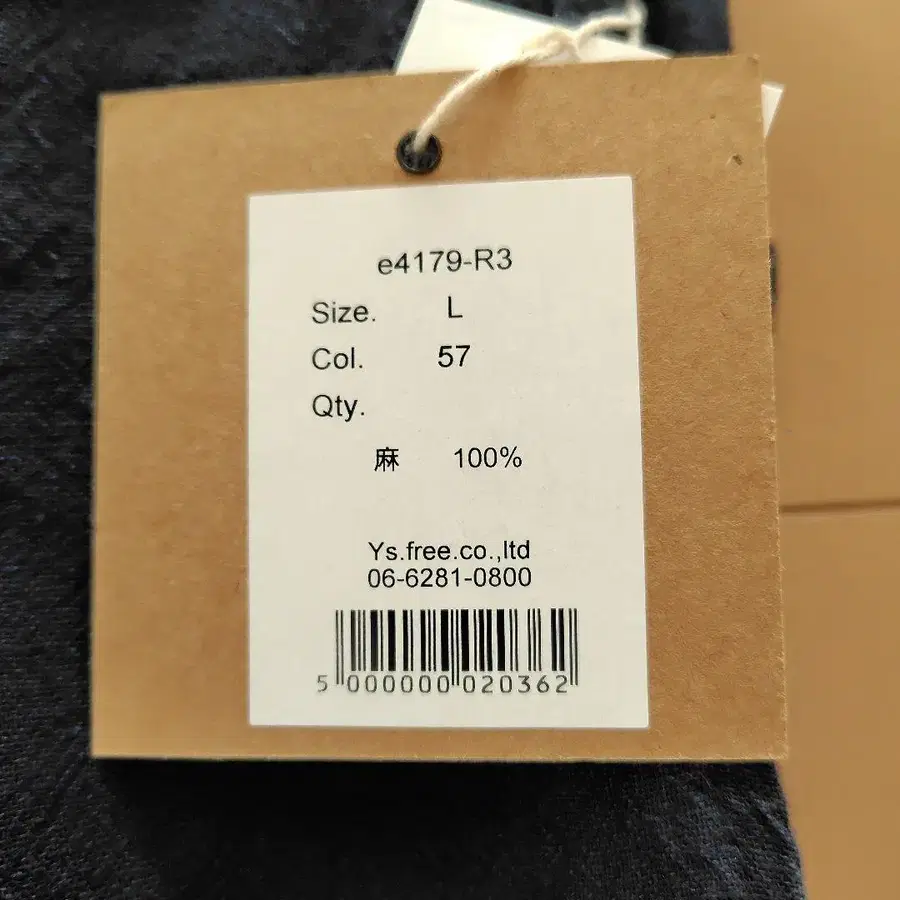 e4179-R3
Size. L
Col. 57
Qty.
麻 100%
Ys.free.co.,ltd
06-6281-0800
5 000000 020362